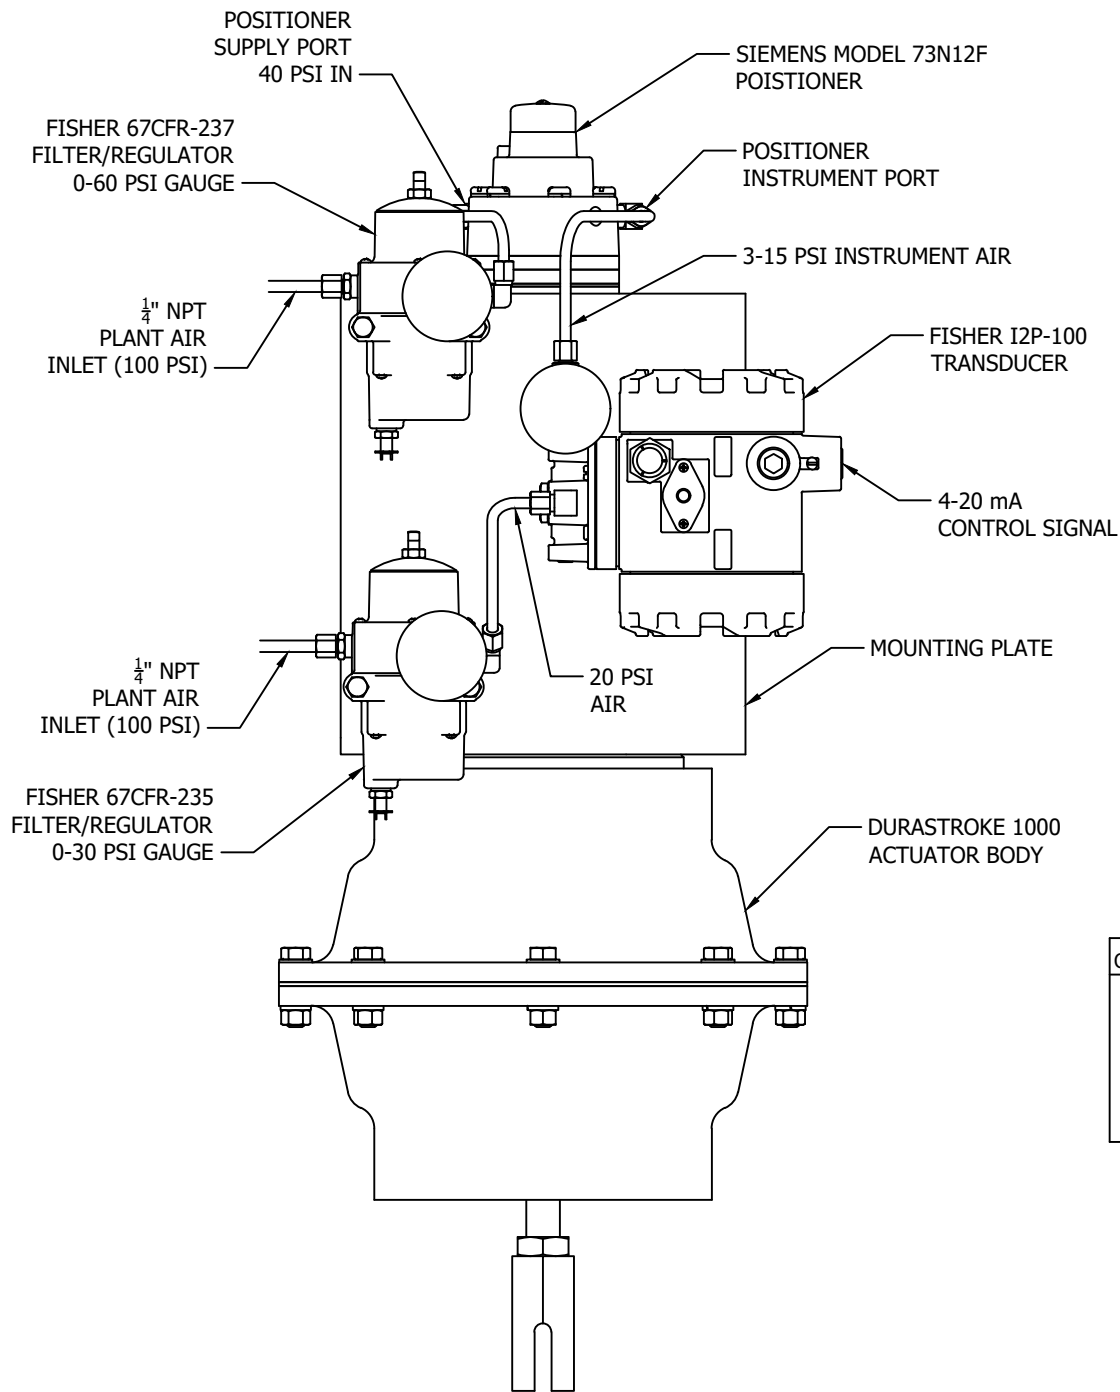 POSITIONER
SUPPLY PORT
40 PSI IN
SIEMENS MODEL 73N12F
POISTIONER
FISHER 67CFR-237
FILTER/REGULATOR
0-60 PSI GAUGE
POSITIONER
INSTRUMENT PORT
3-15 PSI INSTRUMENT AIR
1/4" NPT
PLANT AIR
INLET (100 PSI)
FISHER I2P-100
TRANSDUCER
4-20 mA
CONTROL SIGNAL
1/4" NPT
PLANT AIR
INLET (100 PSI)
20 PSI
AIR
MOUNTING PLATE
FISHER 67CFR-235
FILTER/REGULATOR
0-30 PSI GAUGE
DURASTROKE 1000
ACTUATOR BODY